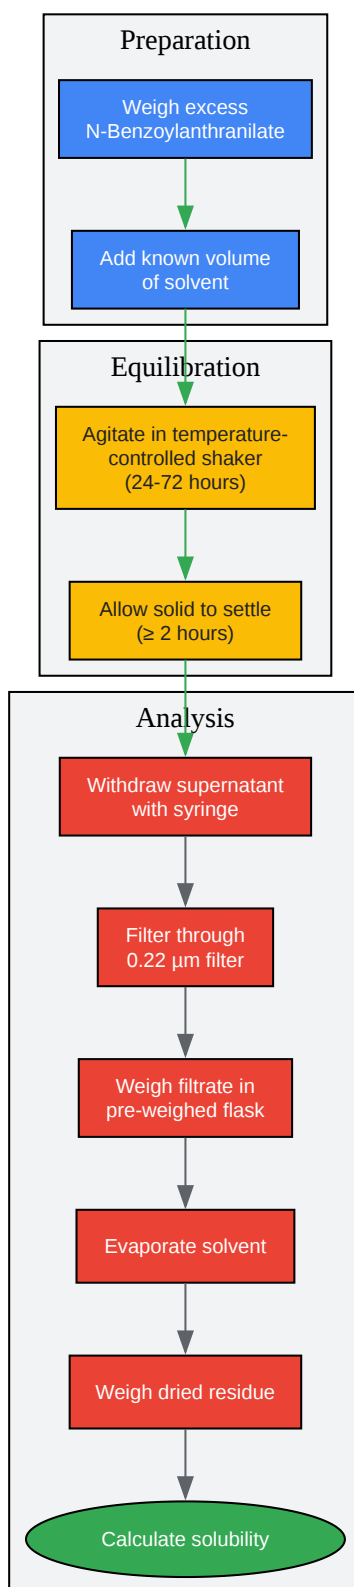 Preparation
Weigh excess
N-Benzoylanthranilate
Add known volume
of solvent
Equilibration
Agitate in temperature-
controlled shaker
(24-72 hours)
Allow solid to settle
(≥ 2 hours)
Analysis
Withdraw supernatant
with syringe
Filter through
0.22 µm filter
Weigh filtrate in
pre-weighed flask
Evaporate solvent
Weigh dried residue
Calculate solubility